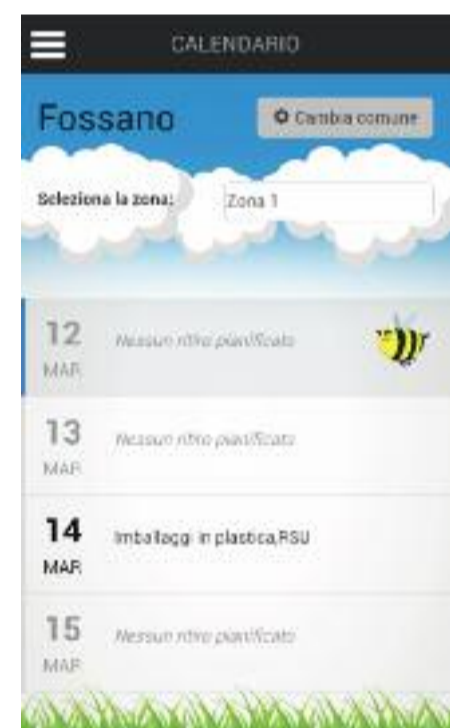 CALENDARIO
Fossano
Cambia comune
Seleziona la zona:
Zona 1
12
MAR
Nessun ritiro pianificato
13
MAR
Nessun ritiro pianificato
14
MAR
Imballaggi in plastica,RSU
15
MAR
Nessun ritiro pianificato